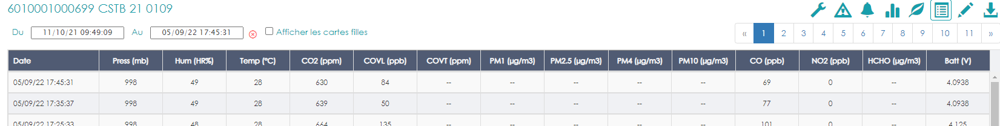 6010001000699 CSTB 21 0109
Du 11/10/21 09:49:09 Au 05/09/22 17:45:31 Afficher les cartes filles
« 1 2 3 4 5 6 7 8 9 10 11 »
Date Press (mb) Hum (HR%) Temp (°C) CO2 (ppm) COVL (ppb) COVT (ppm) PM1 (µg/m3) PM2.5 (µg/m3) PM4 (µg/m3) PM10 (µg/m3) CO (ppb) NO2 (ppb) HCHO (µg/m3) Batt (V)
05/09/22 17:45:31 998 49 28 630 84 -- -- -- -- -- 69 0 -- 4.0938
05/09/22 17:35:37 998 49 28 639 50 -- -- -- -- -- 77 0 -- 4.0938
05/09/22 17:25:33 998 48 28 664 135 -- -- -- -- -- 101 0 -- 4.125